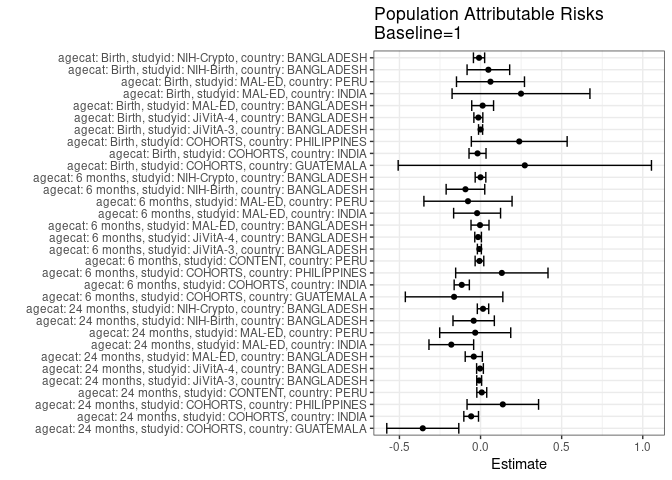 Population Attributable Risks
Baseline=1
agecat: Birth, studyid: NIH-Crypto, country: BANGLADESH
agecat: Birth, studyid: NIH-Birth, country: BANGLADESH
agecat: Birth, studyid: MAL-ED, country: PERU
agecat: Birth, studyid: MAL-ED, country: INDIA
agecat: Birth, studyid: MAL-ED, country: BANGLADESH
agecat: Birth, studyid: JiVitA-4, country: BANGLADESH
agecat: Birth, studyid: JiVitA-3, country: BANGLADESH
agecat: Birth, studyid: COHORTS, country: PHILIPPINES
agecat: Birth, studyid: COHORTS, country: INDIA
agecat: Birth, studyid: COHORTS, country: GUATEMALA
agecat: 6 months, studyid: NIH-Crypto, country: BANGLADESH
agecat: 6 months, studyid: NIH-Birth, country: BANGLADESH
agecat: 6 months, studyid: MAL-ED, country: PERU
agecat: 6 months, studyid: MAL-ED, country: INDIA
agecat: 6 months, studyid: MAL-ED, country: BANGLADESH
agecat: 6 months, studyid: JiVitA-4, country: BANGLADESH
agecat: 6 months, studyid: JiVitA-3, country: BANGLADESH
agecat: 6 months, studyid: CONTENT, country: PERU
agecat: 6 months, studyid: COHORTS, country: PHILIPPINES
agecat: 6 months, studyid: COHORTS, country: INDIA
agecat: 6 months, studyid: COHORTS, country: GUATEMALA
agecat: 24 months, studyid: NIH-Crypto, country: BANGLADESH
agecat: 24 months, studyid: NIH-Birth, country: BANGLADESH
agecat: 24 months, studyid: MAL-ED, country: PERU
agecat: 24 months, studyid: MAL-ED, country: INDIA
agecat: 24 months, studyid: MAL-ED, country: BANGLADESH
agecat: 24 months, studyid: JiVitA-4, country: BANGLADESH
agecat: 24 months, studyid: JiVitA-3, country: BANGLADESH
agecat: 24 months, studyid: CONTENT, country: PERU
agecat: 24 months, studyid: COHORTS, country: PHILIPPINES
agecat: 24 months, studyid: COHORTS, country: INDIA
agecat: 24 months, studyid: COHORTS, country: GUATEMALA
-0.5 0.0 0.5 1.0
Estimate